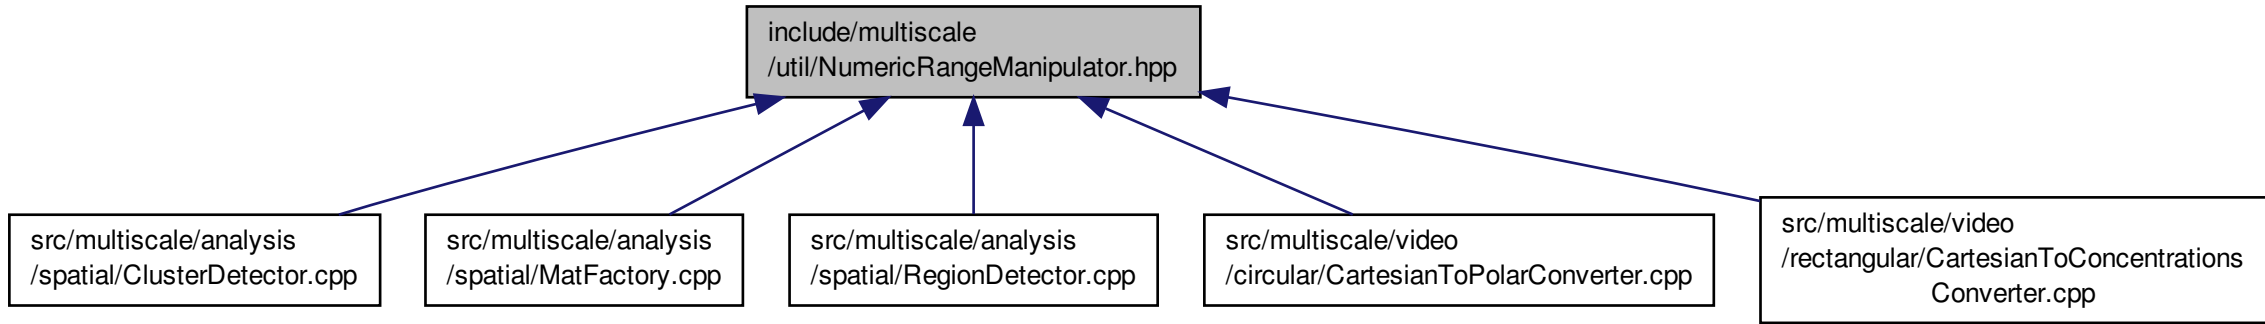 include/multiscale
/util/NumericRangeManipulator.hpp
src/multiscale/analysis
/spatial/ClusterDetector.cpp
src/multiscale/analysis
/spatial/MatFactory.cpp
src/multiscale/analysis
/spatial/RegionDetector.cpp
src/multiscale/video
/circular/CartesianToPolarConverter.cpp
src/multiscale/video
/rectangular/CartesianToConcentrations
Converter.cpp